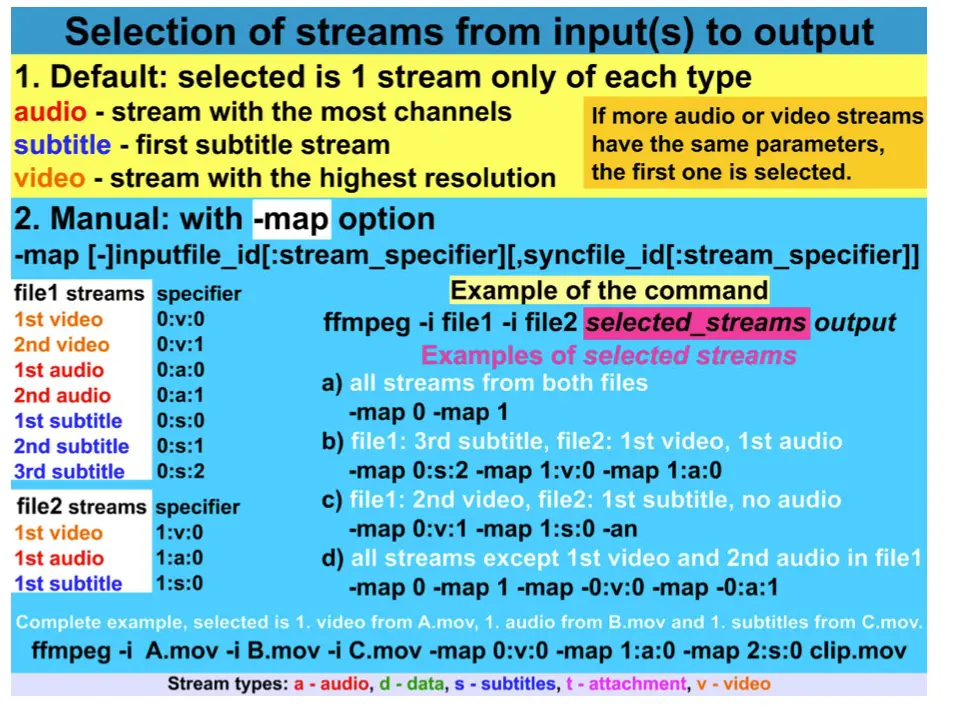 Selection of streams from input(s) to output
1. Default: selected is 1 stream only of each type
audio - stream with the most channels
subtitle - first subtitle stream
video - stream with the highest resolution
If more audio or video streams
have the same parameters,
the first one is selected.
2. Manual: with -map option
-map [-]inputfile_id[:stream_specifier][,syncfile_id[:stream_specifier]]
file1 streams specifier
1st video 0:v:0
2nd video 0:v:1
1st audio 0:a:0
2nd audio 0:a:1
1st subtitle 0:s:0
2nd subtitle 0:s:1
3rd subtitle 0:s:2
file2 streams specifier
1st video 1:v:0
1st audio 1:a:0
1st subtitle 1:s:0
Example of the command
ffmpeg -i file1 -i file2 selected_streams output
Examples of selected streams
a) all streams from both files
-map 0 -map 1
b) file1: 3rd subtitle, file2: 1st video, 1st audio
-map 0:s:2 -map 1:v:0 -map 1:a:0
c) file1: 2nd video, file2: 1st subtitle, no audio
-map 0:v:1 -map 1:s:0 -an
d) all streams except 1st video and 2nd audio in file1
-map 0 -map 1 -map -0:v:0 -map -0:a:1
Complete example, selected is 1. video from A.mov, 1. audio from B.mov and 1. subtitles from C.mov.
ffmpeg -i A.mov -i B.mov -i C.mov -map 0:v:0 -map 1:a:0 -map 2:s:0 clip.mov
Stream types: a - audio, d - data, s - subtitles, t - attachment, v - video